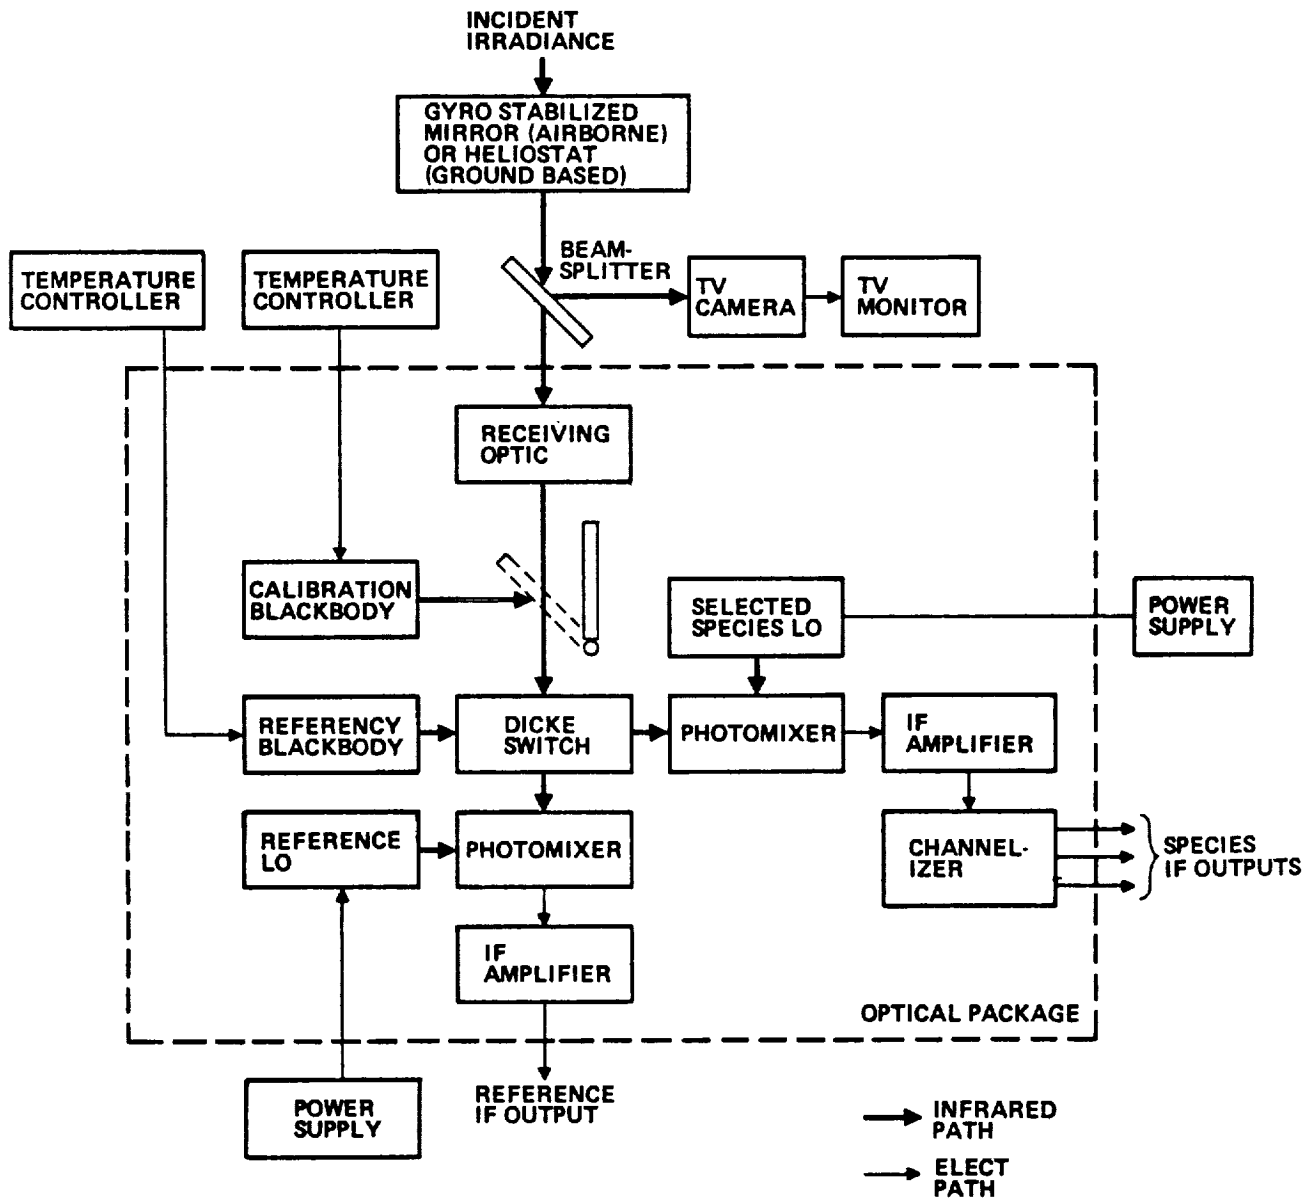 INCIDENT
IRRADIANCE
GYRO STABILIZED
MIRROR (AIRBORNE)
OR HELIOSTAT
(GROUND BASED)
BEAM-
SPLITTER
TEMPERATURE
CONTROLLER
TEMPERATURE
CONTROLLER
TV
CAMERA
TV
MONITOR
RECEIVING
OPTIC
CALIBRATION
BLACKBODY
SELECTED
SPECIES LO
POWER
SUPPLY
REFERENCY
BLACKBODY
DICKE
SWITCH
PHOTOMIXER
IF
AMPLIFIER
REFERENCE
LO
PHOTOMIXER
CHANNEL-
IZER
SPECIES
IF OUTPUTS
IF
AMPLIFIER
OPTICAL PACKAGE
POWER
SUPPLY
REFERENCE
IF OUTPUT
INFRARED
PATH
ELECT
PATH